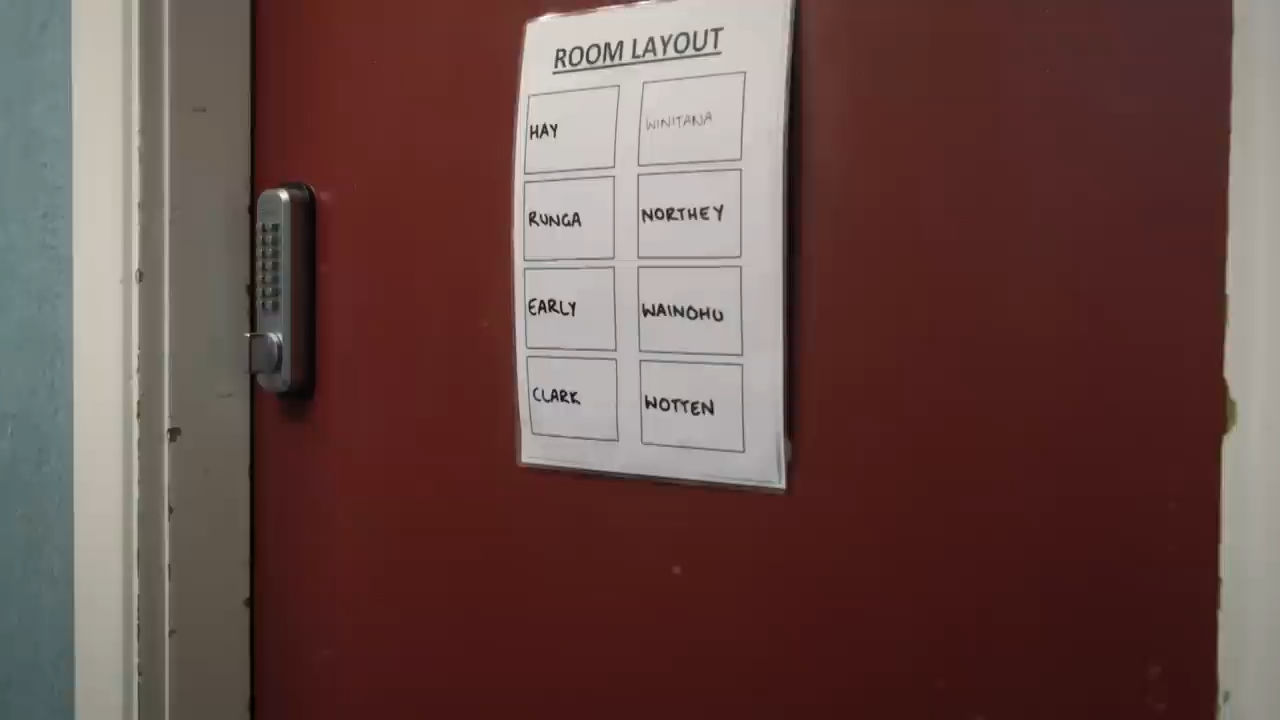 ROOM LAYOUT
HAY
WINITANA
RUNGA
NORTHEY
EARLY
WAINOHU
CLARK
WOTTEN